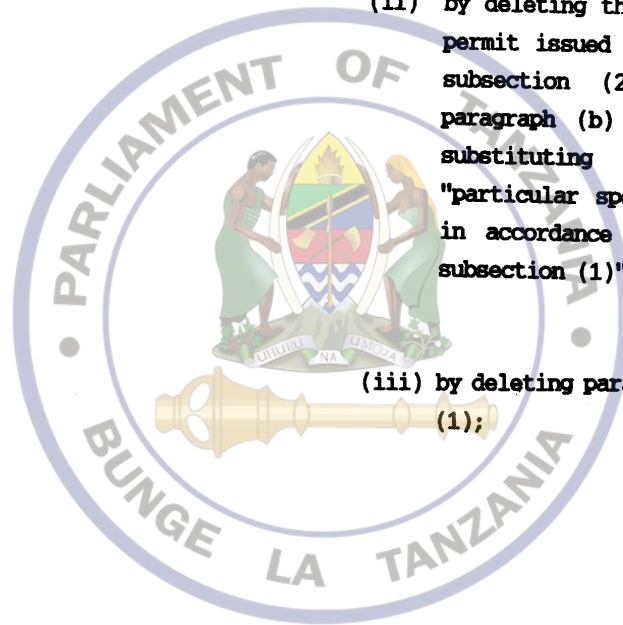 (ii) by deleting th
permit issued
subsection (2
paragraph (b)
substituting
"particular spe
in accordance
subsection (1)"
(iii) by deleting para
(1);
PARLIAMENT OF TANZANIA
UHURU NA UMOJA
BUNGE LA TANZANIA